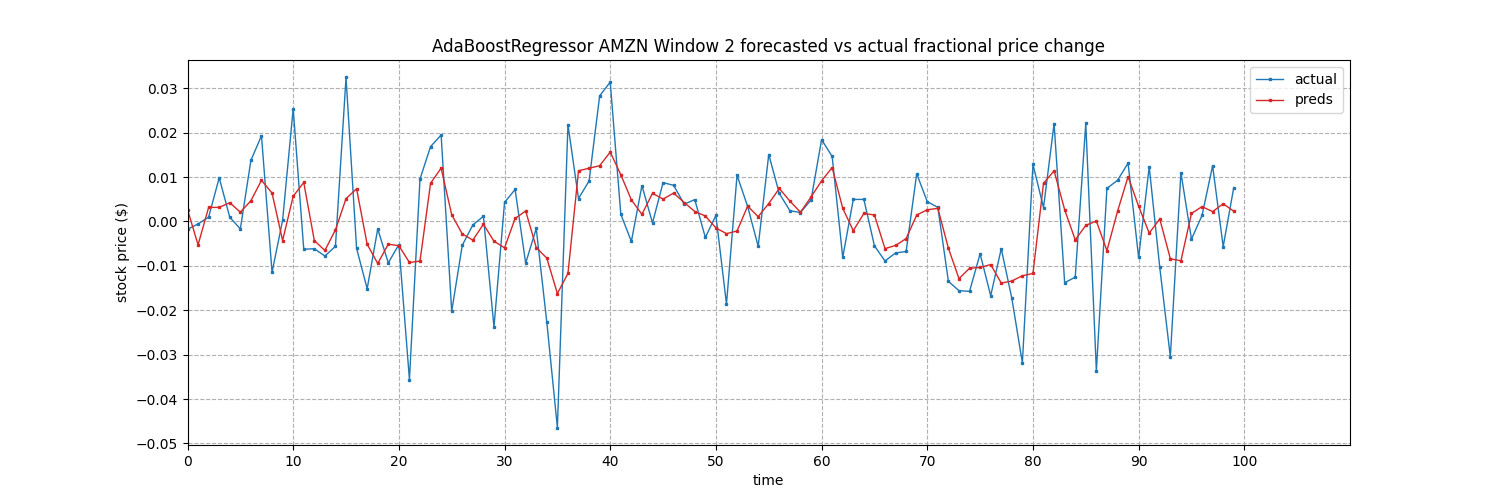 AdaBoostRegressor AMZN Window 2 forecasted vs actual fractional price change
actual
preds
stock price ($)
0.03
0.02
0.01
0.00
−0.01
−0.02
−0.03
−0.04
−0.05
0 10 20 30 40 50 60 70 80 90 100
time